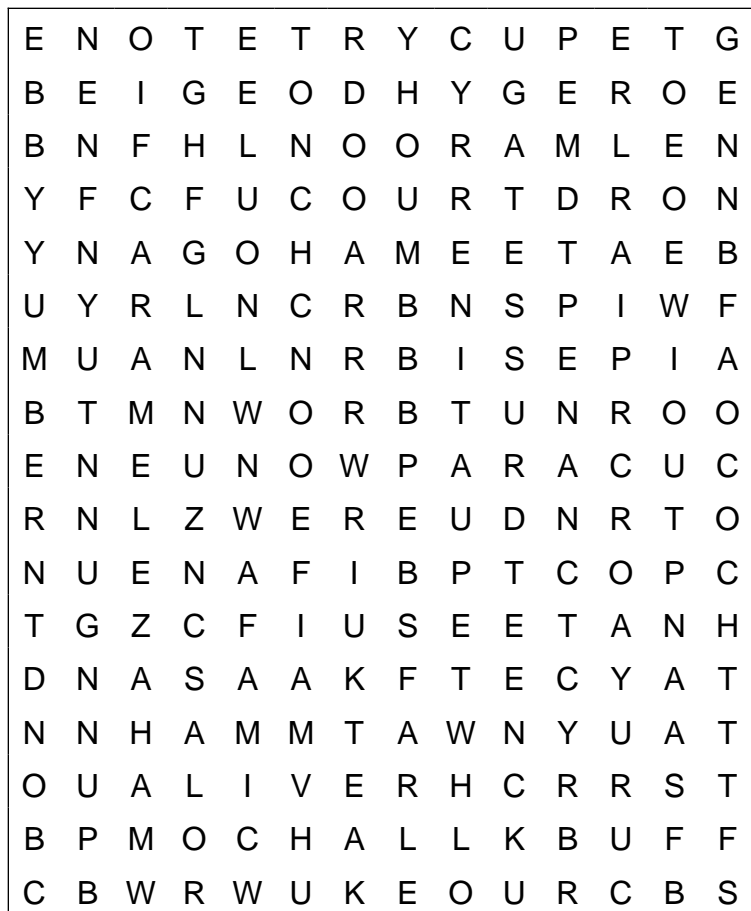 E N O T E T R Y C U P E T G
B E I G E O D H Y G E R O E
B N F H L N O O R A M L E N
Y F C F U C O U R T D R O N
Y N A G O H A M E E T A E B
U Y R L N C R B N S P I W F
M U A N L N R B I S E P I A
B T M N W O R B T U N R O O
E N E U N O W P A R A C U C
R N L Z W E R E U D N R T O
N U E N A F I B P T C O P C
T G Z C F I U S E E T A N H
D N A S A A K F T E C Y A T
N N H A M M T A W N Y U A T
O U A L I V E R H C R R S T
B P M O C H A L L K B U F F
C B W R W U K E O U R C B S